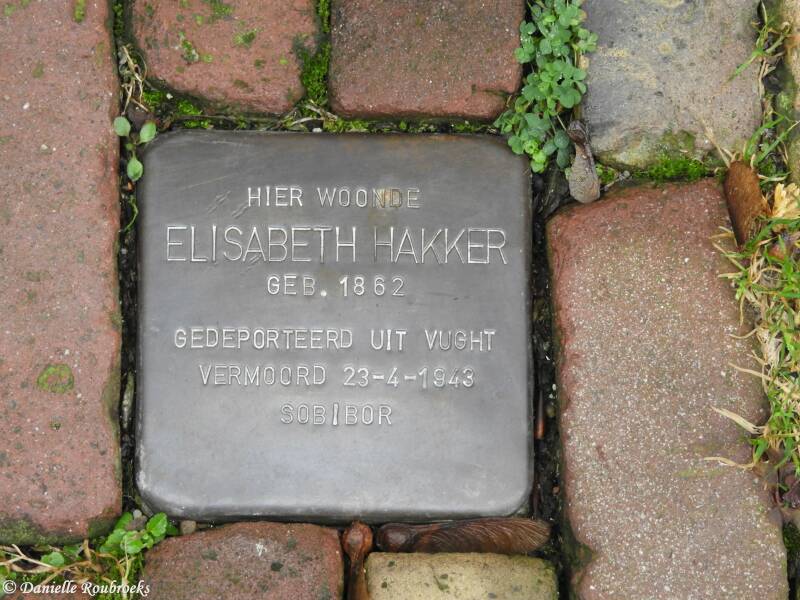 HIER WOONDE
ELISABETH HAKKER
GEB. 1862
GEDEPORTEERD UIT VUGHT
VERMOORD 23-4-1943
SOBIBOR
© Danielle Roubroeks